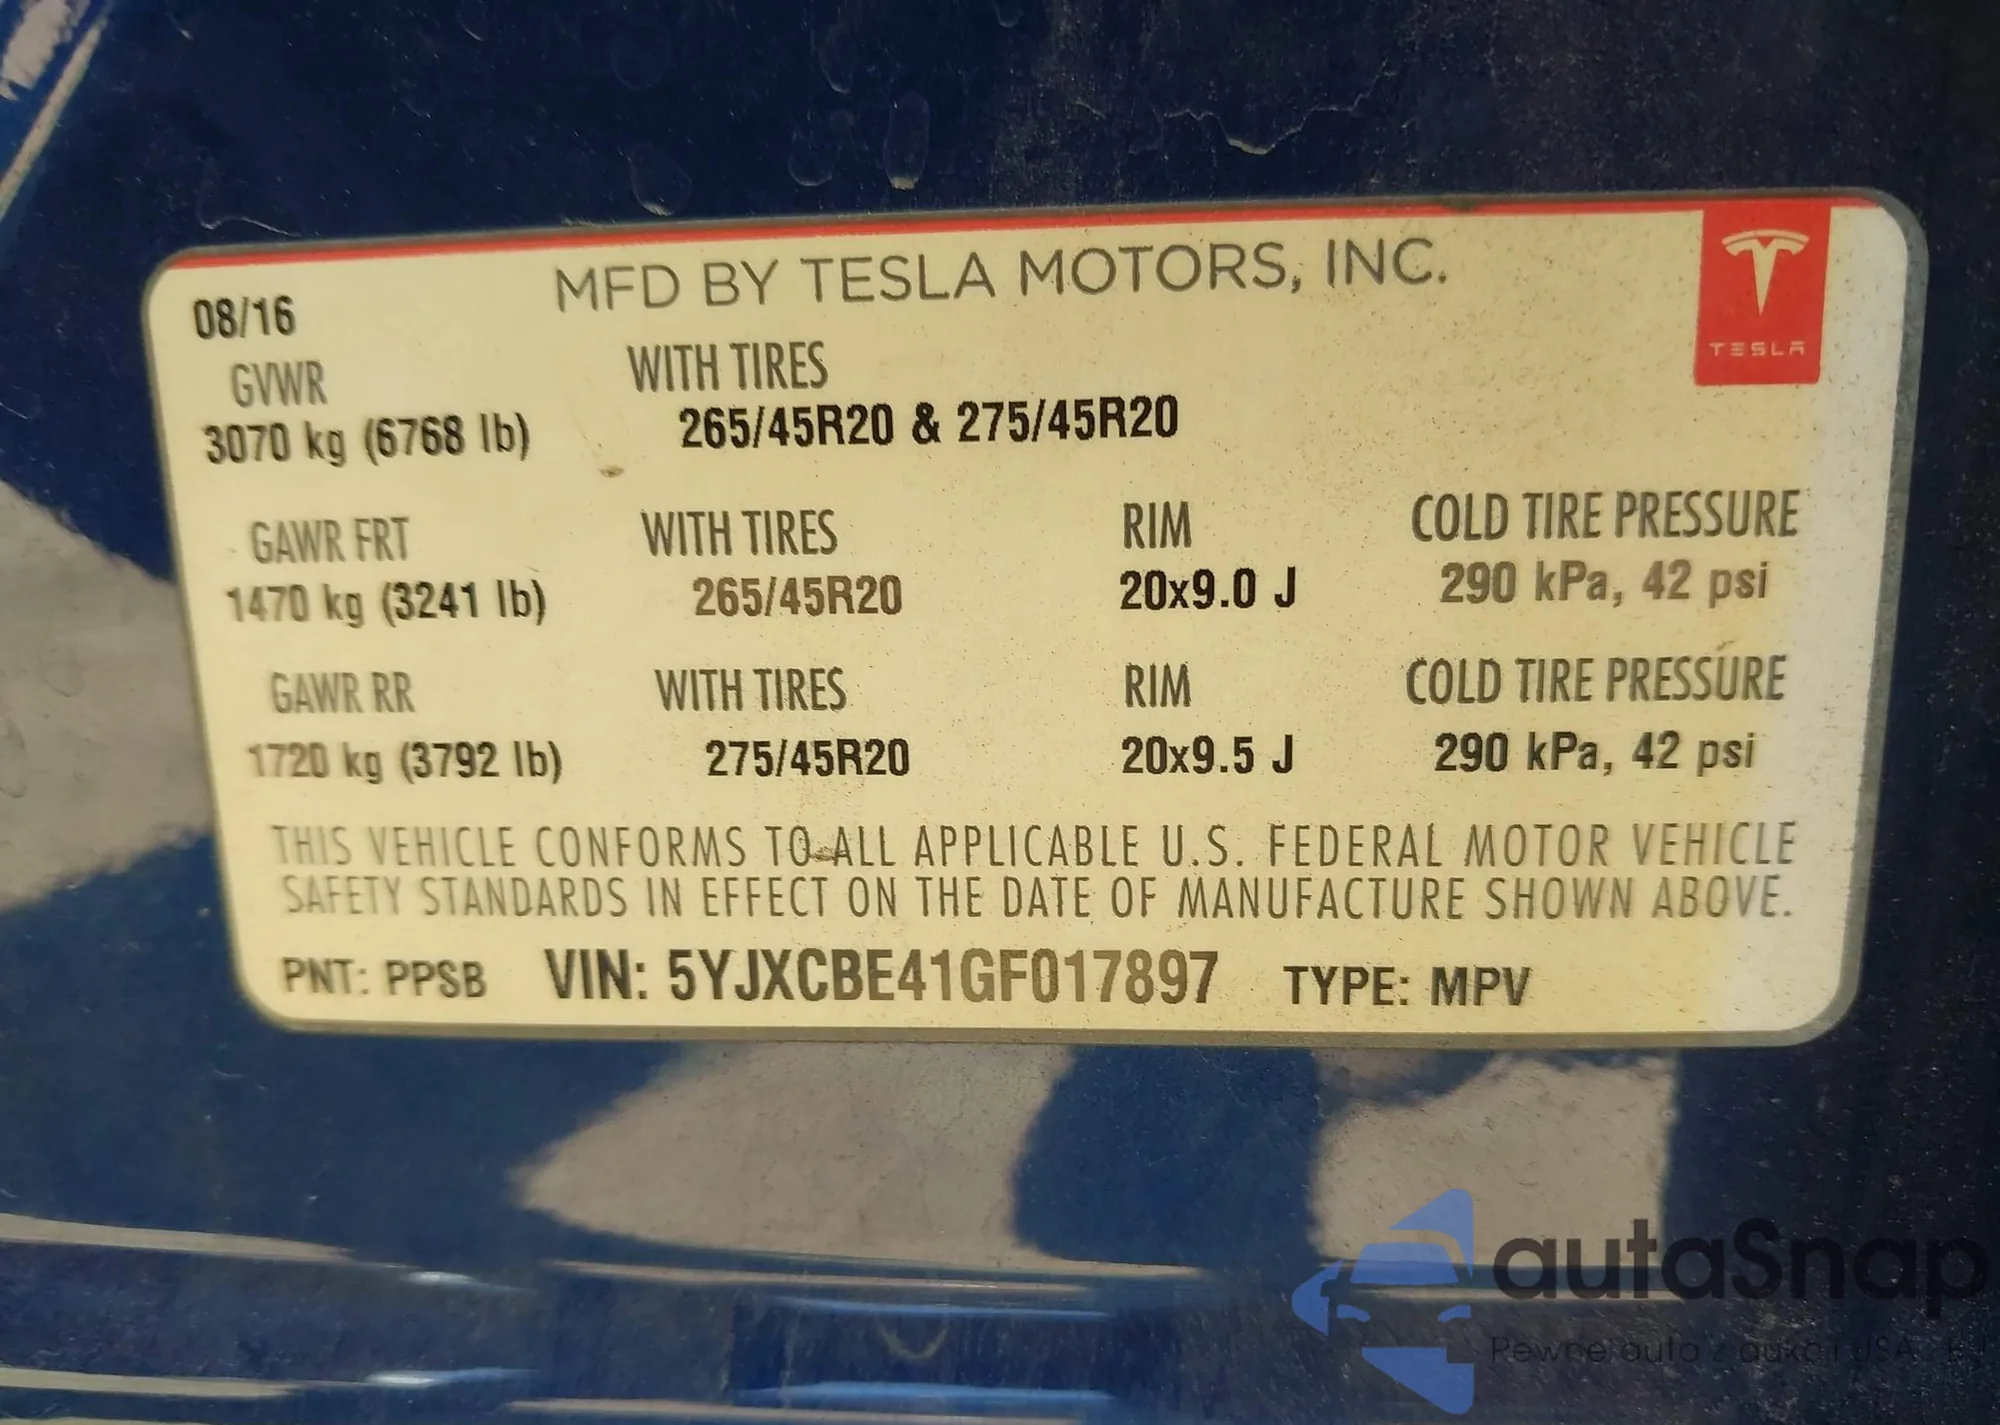 MFD BY TESLA MOTORS, INC.
TESLA
08/16
GVWR WITH TIRES
3070 kg (6768 lb) 265/45R20 & 275/45R20
GAWR FRT WITH TIRES RIM COLD TIRE PRESSURE
1470 kg (3241 lb) 265/45R20 20x9.0 J 290 kPa, 42 psi
GAWR RR WITH TIRES RIM COLD TIRE PRESSURE
1720 kg (3792 lb) 275/45R20 20x9.5 J 290 kPa, 42 psi
THIS VEHICLE CONFORMS TO ALL APPLICABLE U.S. FEDERAL MOTOR VEHICLE
SAFETY STANDARDS IN EFFECT ON THE DATE OF MANUFACTURE SHOWN ABOVE.
PNT: PPSB VIN: 5YJXCBE41GF017897 TYPE: MPV
autaSnap
Pewne auta z aukcji USA